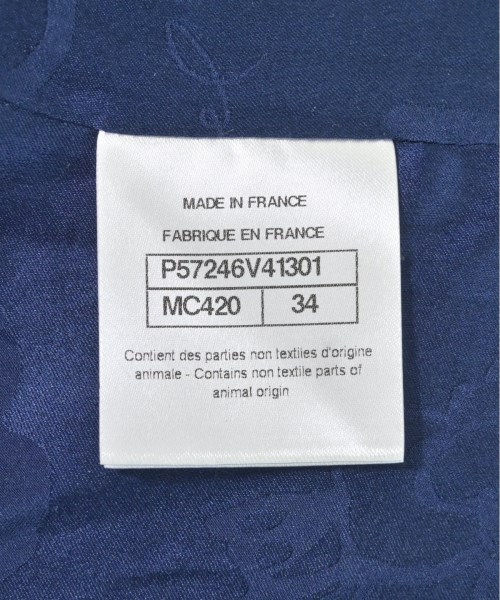 MADE IN FRANCE
FABRIQUE EN FRANCE
P57246V41301
MC420 34
Contient des parties non textiles d'origine
animale - Contains non textile parts of
animal origin